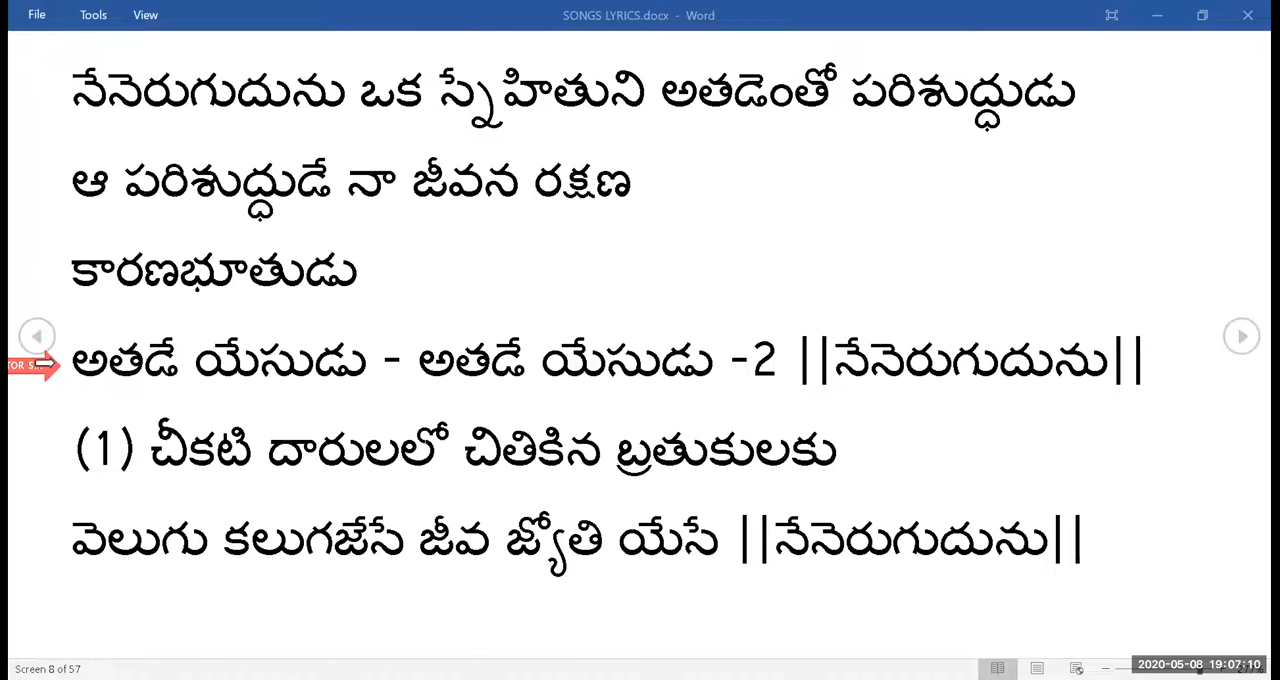 File Tools View SONGS LYRICS.docx - Word
నేనెరుగుదును ఒక స్నేహితుని అతడెంతో పరిశుద్ధుడు
ఆ పరిశుద్ధుడే నా జీవన రక్షణ
కారణభూతుడు
అతడే యేసుడు - అతడే యేసుడు -2 ||నేనెరుగుదును||
(1) చీకటి దారులలో చితికిన బ్రతుకులకు
వెలుగు కలుగజేసే జీవ జ్యోతి యేసే ||నేనెరుగుదును||
Screen 8 of 57 2020-05-08 19:07:10